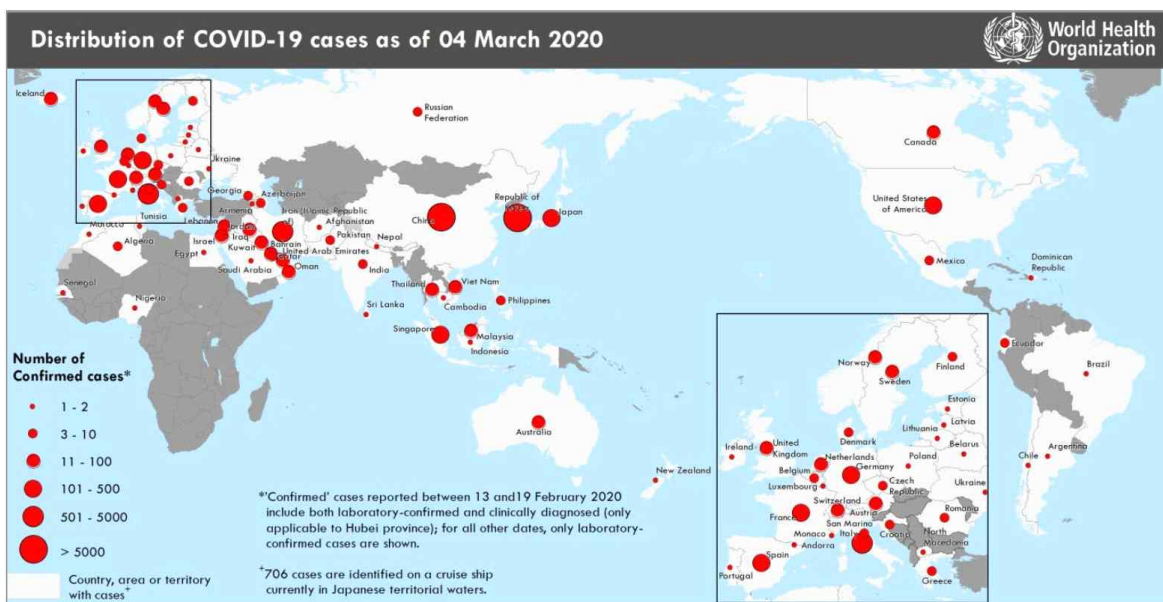 Distribution of COVID-19 cases as of 04 March 2020
World Health
Organization
Iceland
Russian
Federation
Canada
Ukraine
Georgia
Azerbaijan
Armenia
Tunisia
Lebanon
Iran (Islamic Republic
of)
Afghanistan
China
Republic of
Korea
Japan
United States
of America
Morocco
Jordan
Algeria
Israel
Iraq
Pakistan
Nepal
Kuwait
Bahrain
Egypt
United Arab Emirates
Qatar
Saudi Arabia
Oman
India
Mexico
Dominican
Republic
Senegal
Nigeria
Thailand
Viet Nam
Sri Lanka
Cambodia
Philippines
Singapore
Malaysia
Indonesia
Ecuador
Brazil
Australia
New Zealand
Argentina
Chile
Number of
Confirmed cases*
1 - 2
3 - 10
11 - 100
101 - 500
501 - 5000
> 5000
Country, area or territory
with cases+
*'Confirmed' cases reported between 13 and19 February 2020
include both laboratory-confirmed and clinically diagnosed (only
applicable to Hubei province); for all other dates, only laboratory-
confirmed cases are shown.
+706 cases are identified on a cruise ship
currently in Japanese territorial waters.
Norway
Sweden
Finland
Estonia
Latvia
Lithuania
Ireland
United
Kingdom
Denmark
Belarus
Netherlands
Poland
Belgium
Germany
Luxembourg
Czech
Republic
Ukraine
Switzerland
Austria
Romania
France
San Marino
Monaco
Italy
Croatia
North
Macedonia
Andorra
Spain
Portugal
Greece